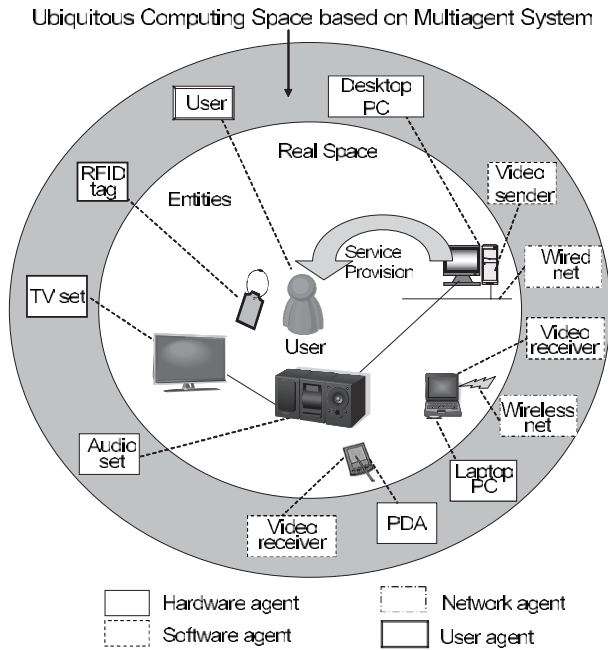 Ubiquitous Computing Space based on Multiagent System
User
Desktop
PC
Real Space
RFID
tag
Entities
Video
sender
Service
Provision
Wired
net
TV set
User
Video
receiver
Wireless
net
Audio
set
Laptop
PC
Video
receiver
PDA
Hardware agent
Network agent
Software agent
User agent